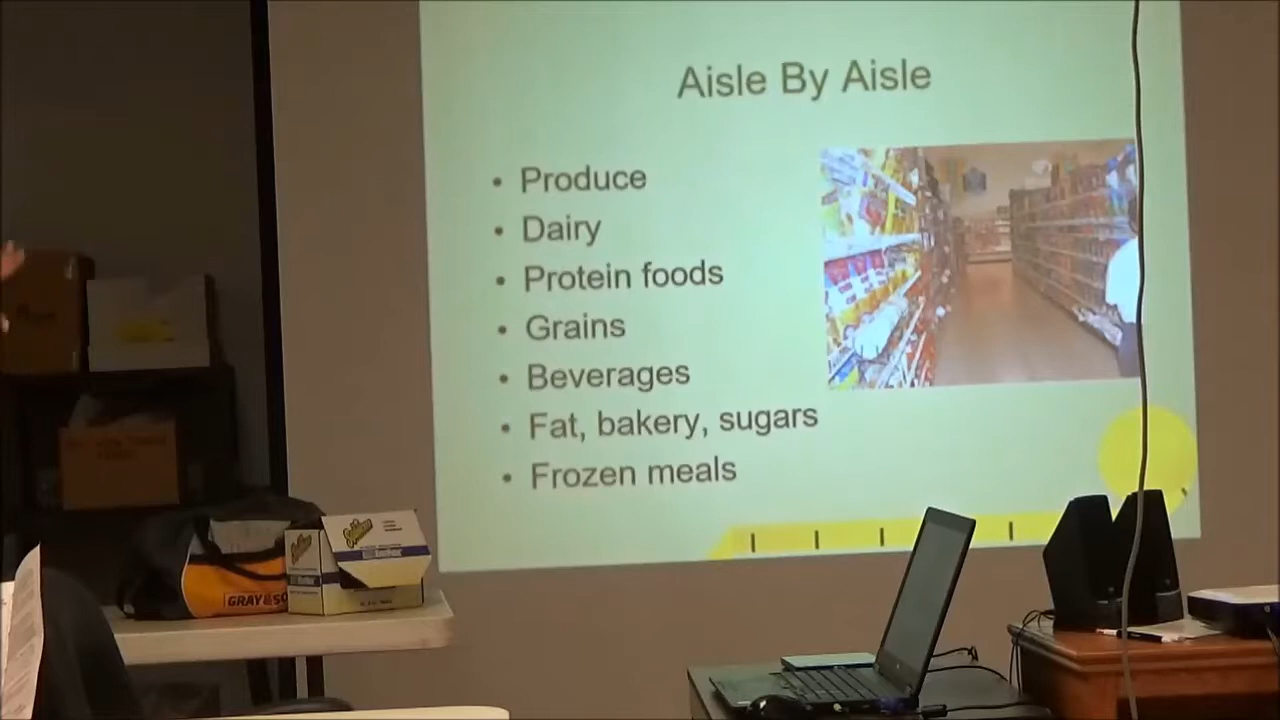 Aisle By Aisle
• Produce
• Dairy
• Protein foods
• Grains
• Beverages
• Fat, bakery, sugars
• Frozen meals
GRAY&SO